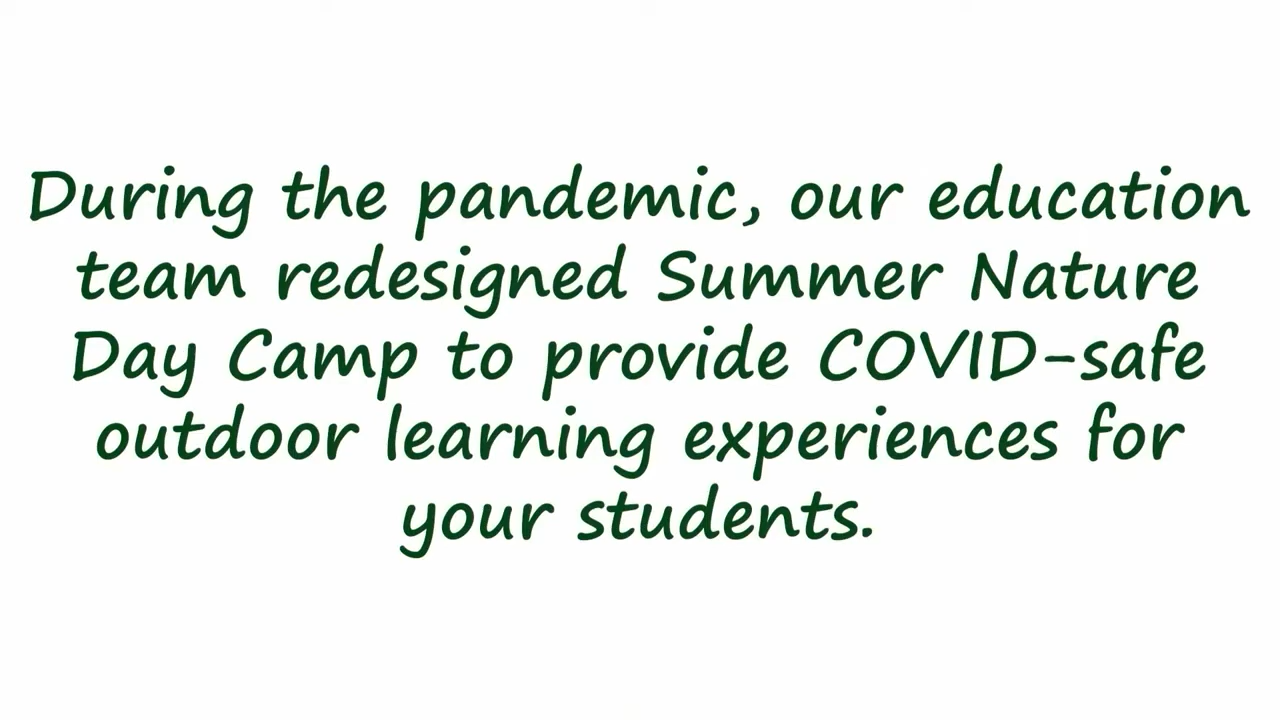 During the pandemic, our education
team redesigned Summer Nature
Day Camp to provide COVID-safe
outdoor learning experiences for
your students.